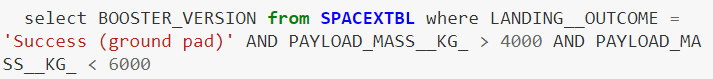 select BOOSTER_VERSION from SPACEXTBL where LANDING__OUTCOME =
'Success (ground pad)' AND PAYLOAD_MASS__KG_ > 4000 AND PAYLOAD_MA
SS__KG_ < 6000